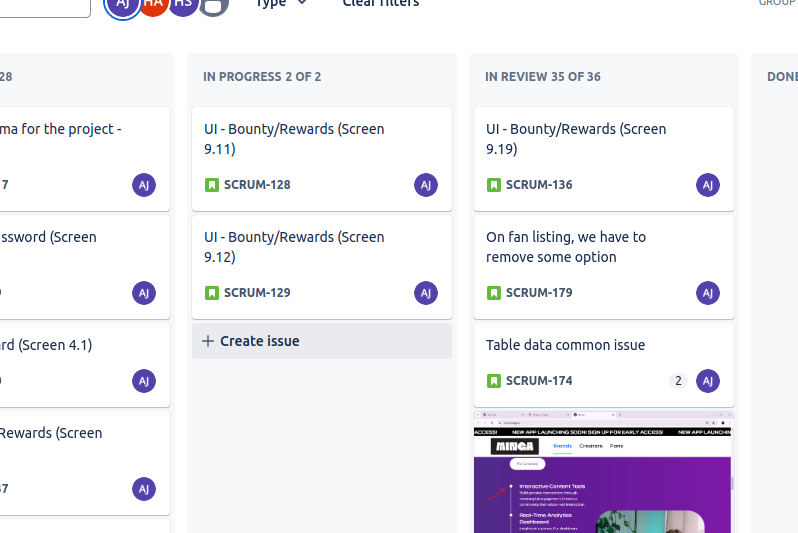 AJ HA HS
Type
Clear filters
GROUP
28
IN PROGRESS 2 OF 2
IN REVIEW 35 OF 36
DONE
ma for the project -
7
AJ
ssword (Screen
AJ
rd (Screen 4.1)
AJ
Rewards (Screen
37
AJ
UI - Bounty/Rewards (Screen
9.11)
SCRUM-128
AJ
UI - Bounty/Rewards (Screen
9.12)
SCRUM-129
AJ
+ Create issue
UI - Bounty/Rewards (Screen
9.19)
SCRUM-136
AJ
On fan listing, we have to
remove some option
SCRUM-179
AJ
Table data common issue
SCRUM-174
2
AJ
ACCESS! NEW APP LAUNCHING SOON! SIGN UP FOR EARLY ACCESS! NEW APP LAUNCHIN
MINGA
Brands Creators Fans
For Creators
Interactive Content Tools
Real-Time Analytics
Dashboard